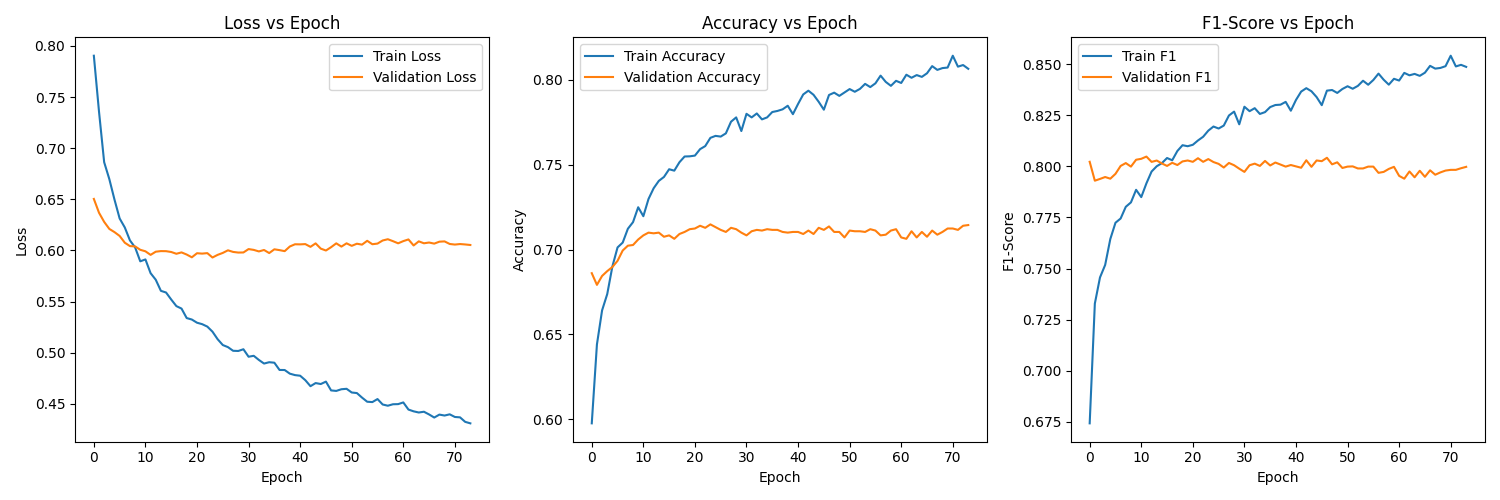 Loss vs Epoch
Train Loss
Validation Loss
0.80
0.75
0.70
0.65
0.60
0.55
0.50
0.45
Loss
0 10 20 30 40 50 60 70
Epoch
Accuracy vs Epoch
Train Accuracy
Validation Accuracy
0.80
0.75
0.70
0.65
0.60
Accuracy
0 10 20 30 40 50 60 70
Epoch
F1-Score vs Epoch
Train F1
Validation F1
0.850
0.825
0.800
0.775
0.750
0.725
0.700
0.675
F1-Score
0 10 20 30 40 50 60 70
Epoch